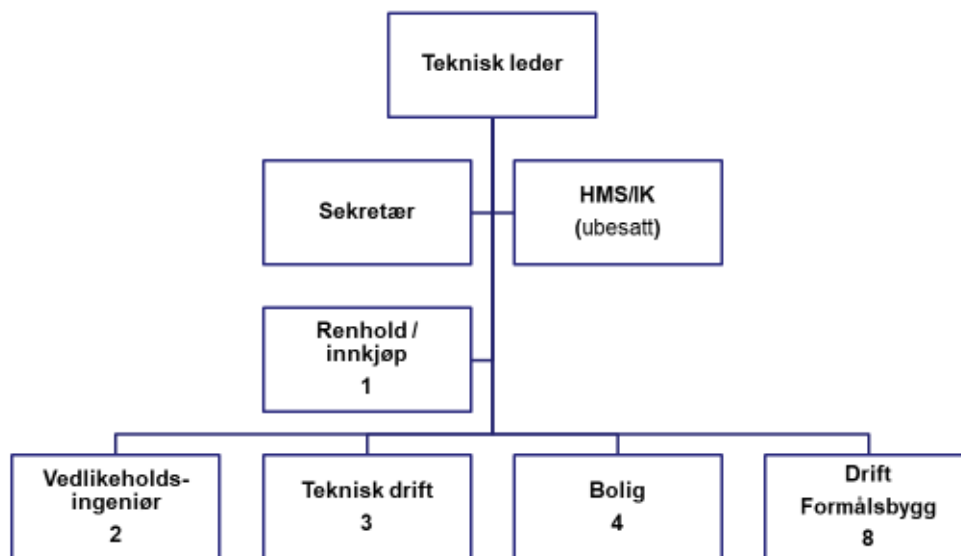 Teknisk leder
Sekretær
HMS/IK
(ubesatt)
Renhold /
innkjøp
1
Vedlikeholds-
ingeniør
2
Teknisk drift
3
Bolig
4
Drift
Formålsbygg
8